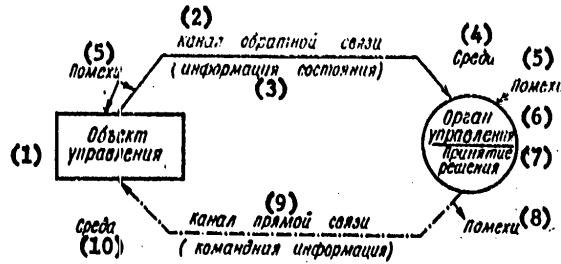 (2)
канал обратной связи
(информация состояния)
(3)
(4)
Среда
(5)
Помехи
(5)
Помехи
(1)
Объект
управления
Орган
управления
(6)
Принятие
решения
(7)
(9)
канал прямой связи
(командная информация)
Среда
(10)
Помехи
(8)